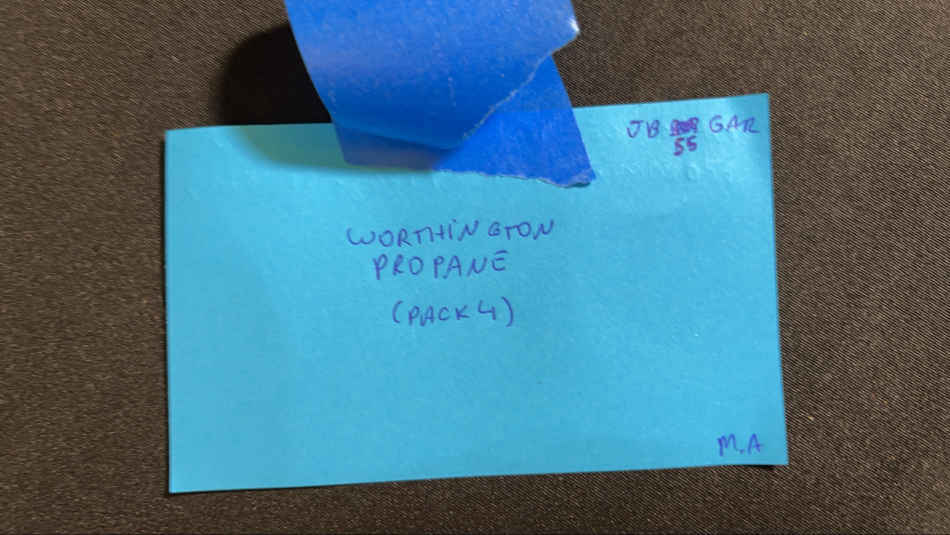 JB GAR
55
WORTHINGTON
PROPANE
(PACK 4)
M.A